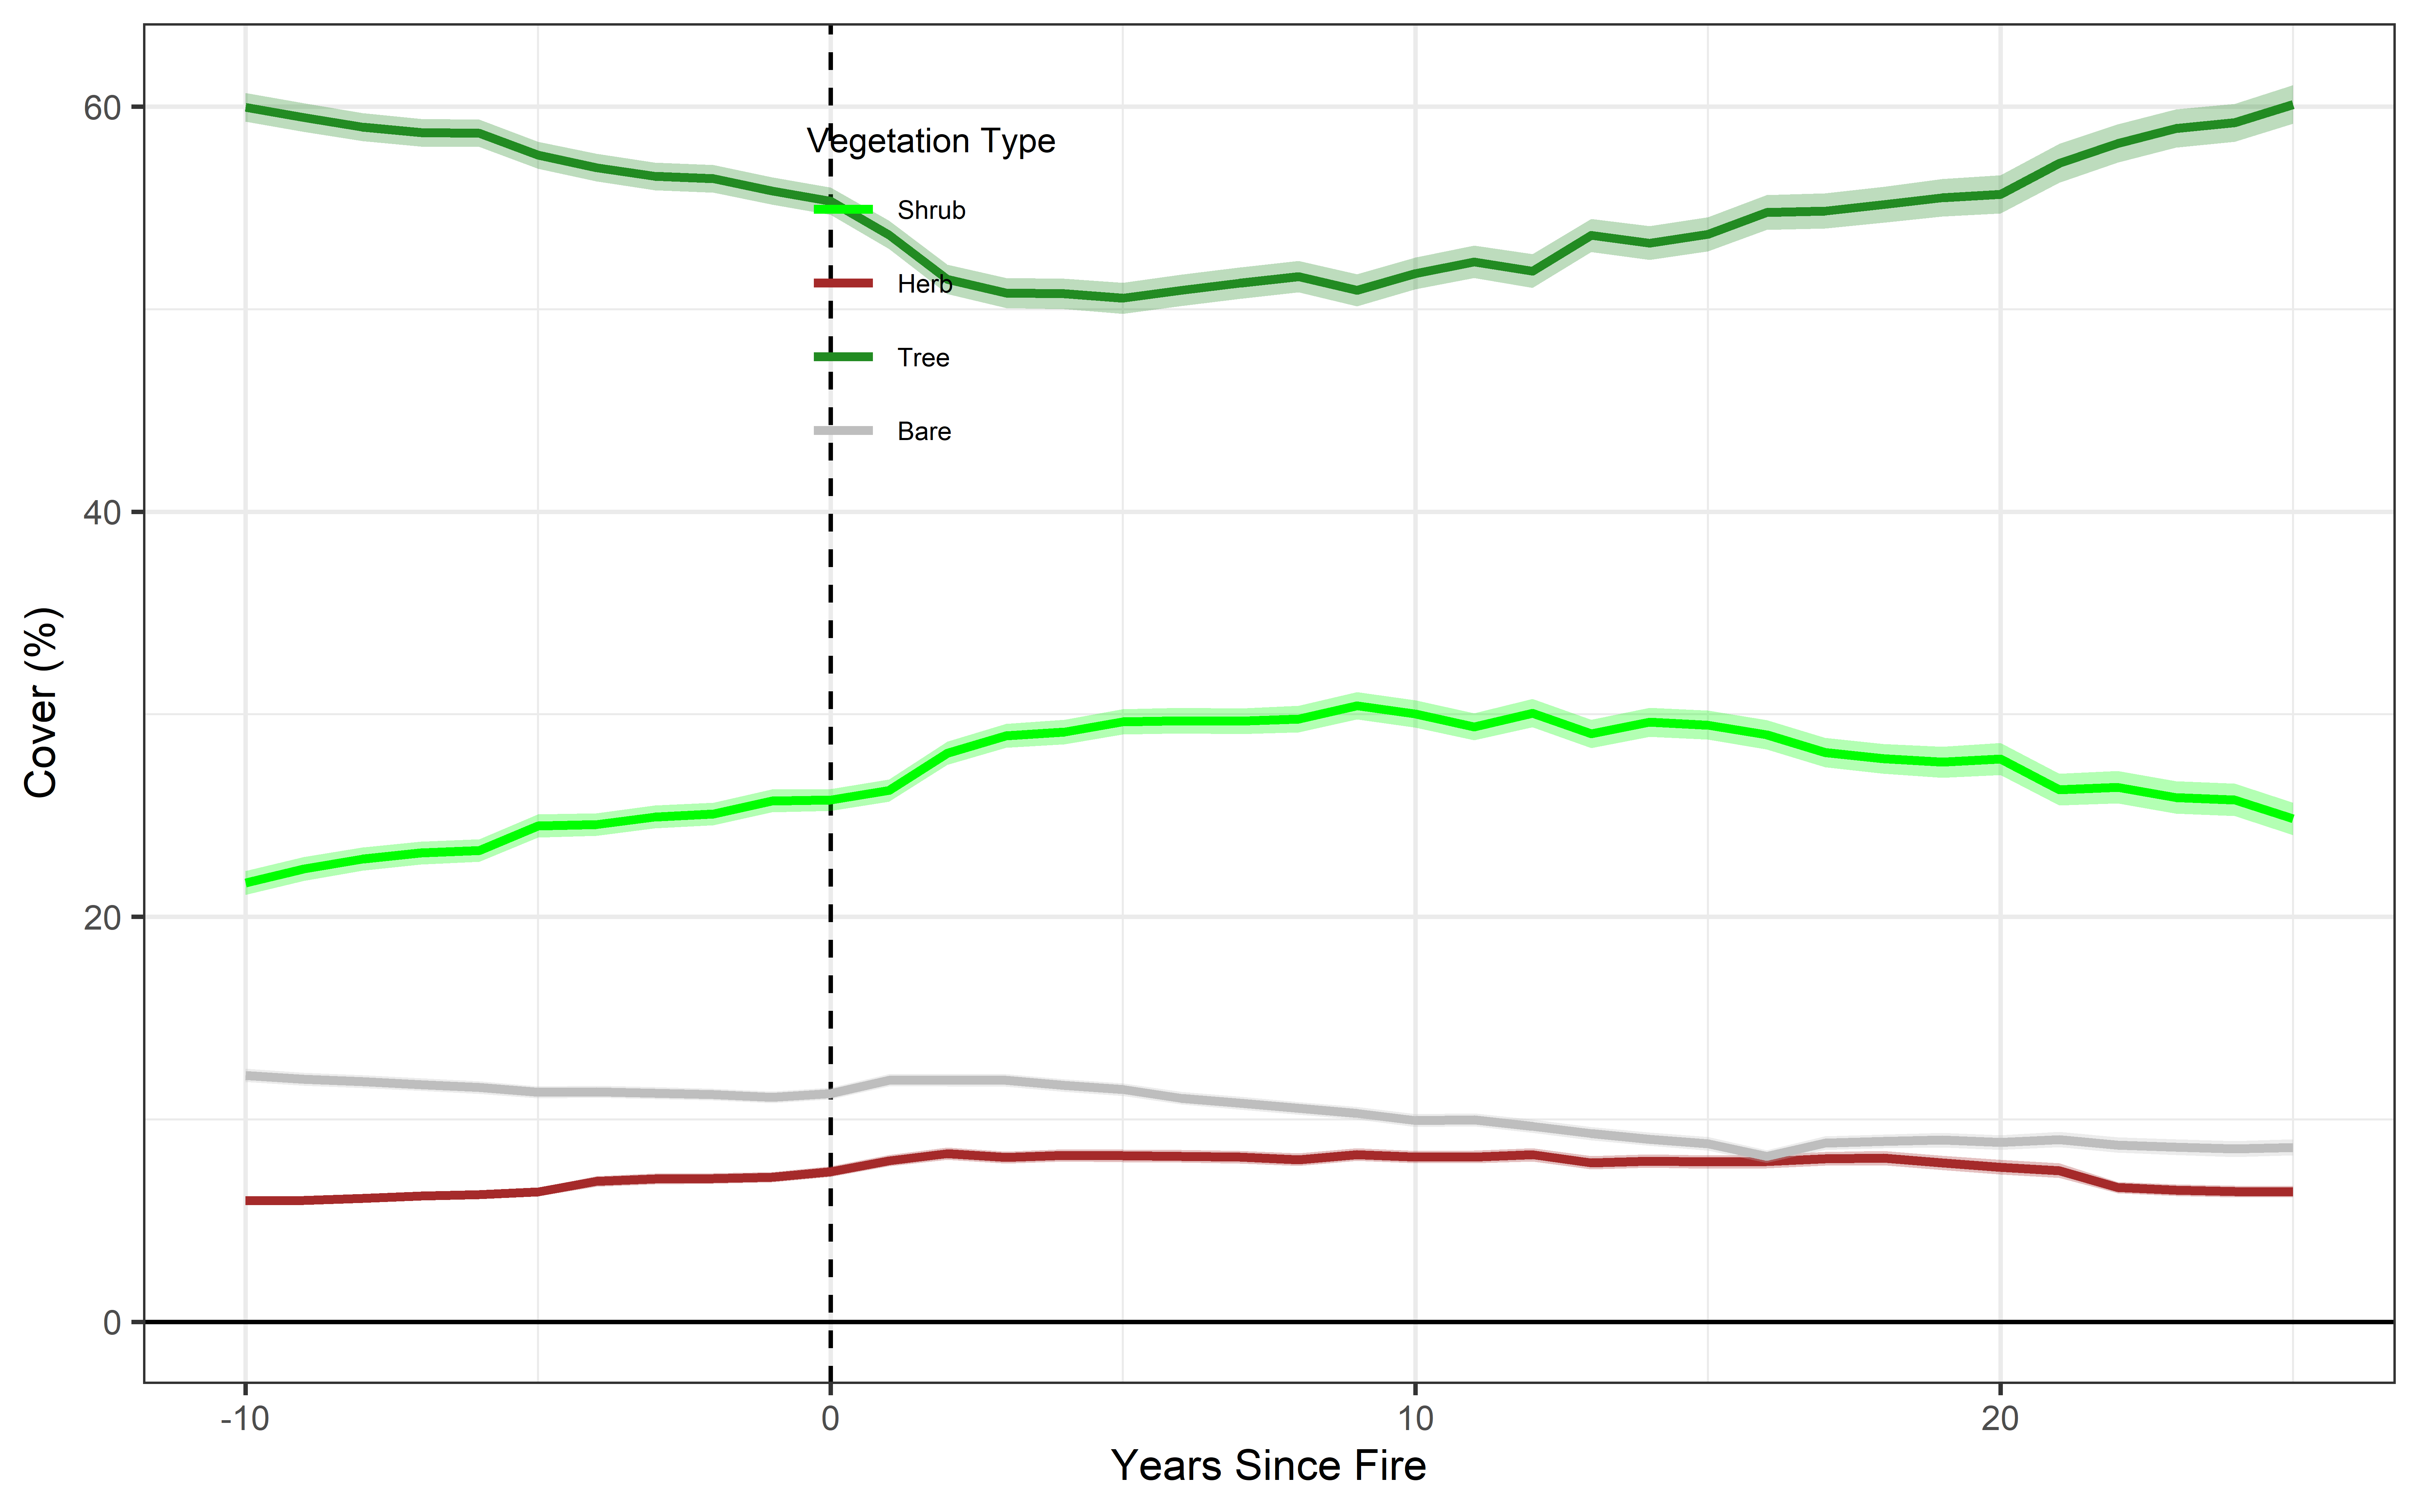 60
40
20
0
Cover (%)
Vegetation Type
Shrub
Herb
Tree
Bare
-10
0
10
20
Years Since Fire